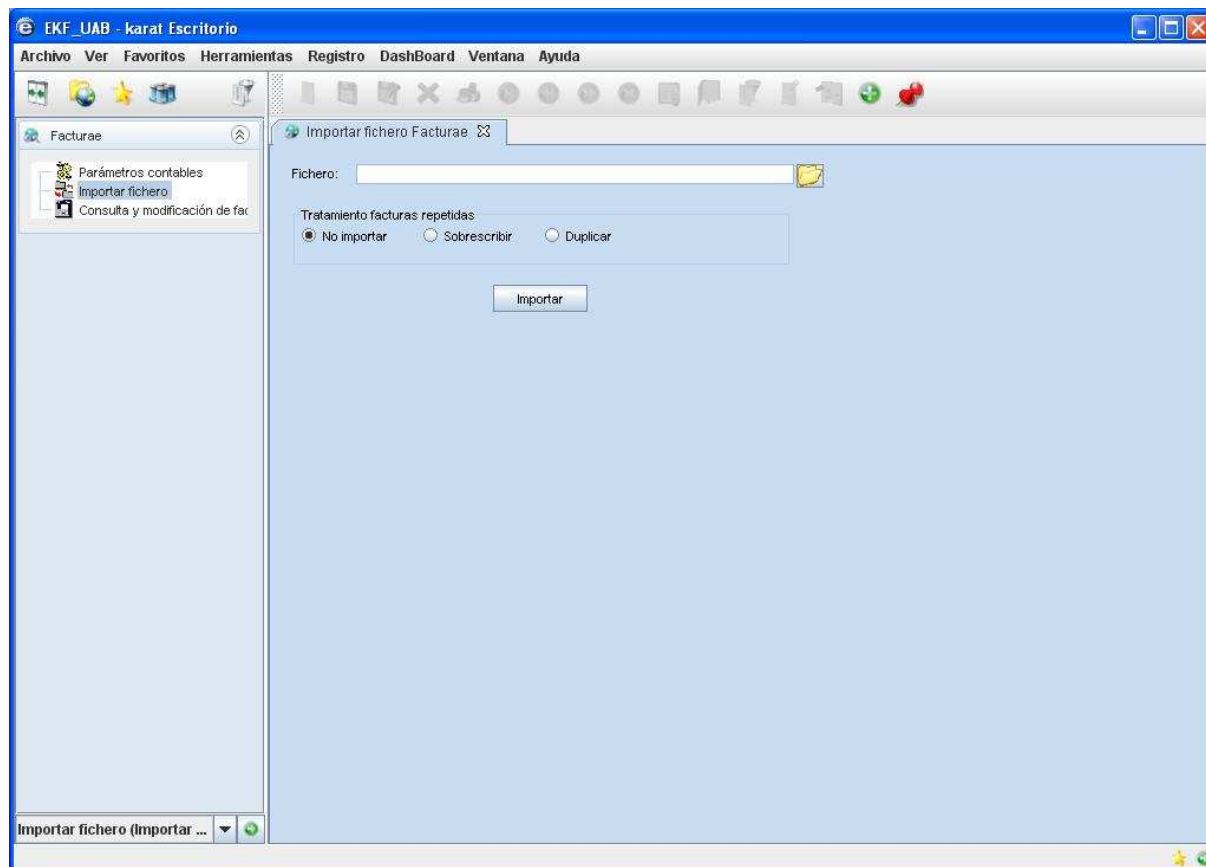 EKF_UAB - karat Escritorio
Archivo Ver Favoritos Herramientas Registro DashBoard Ventana Ayuda
Facturae
Parámetros contables
Importar fichero
Consulta y modificación de fac
Importar fichero Facturae
Fichero:
Tratamiento facturas repetidas
No importar Sobrescribir Duplicar
Importar
Importar fichero (Importar ...